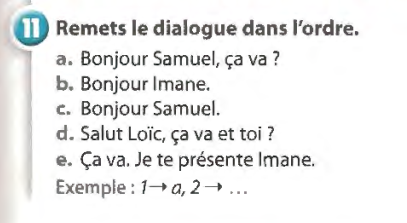 11 Remets le dialogue dans l'ordre.
a. Bonjour Samuel, ça va ?
b. Bonjour Imane.
c. Bonjour Samuel.
d. Salut Loïc, ça va et toi ?
e. Ça va. Je te présente Imane.
Exemple : 1→ a, 2 → ...